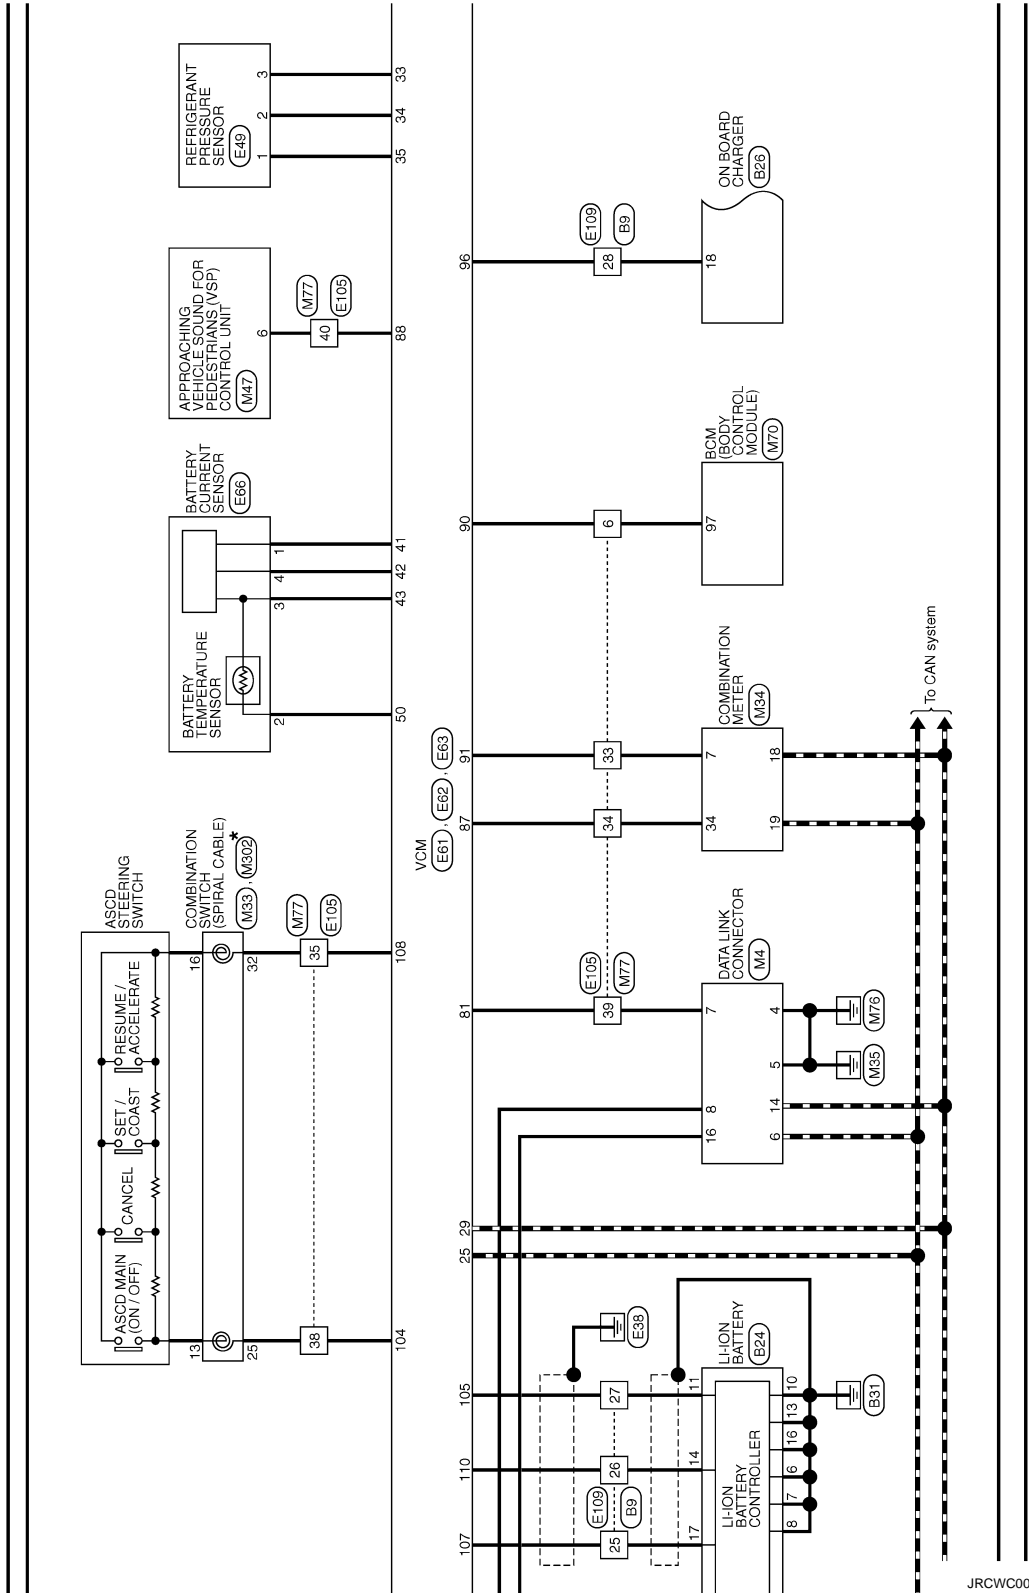 REFRIGERANT
PRESSURE
SENSOR
E49
3
2
1
33
34
35
APPROACHING
VEHICLE SOUND FOR
PEDESTRIANS (VSP)
CONTROL UNIT
M47
6
M77
E105
40
88
BATTERY
CURRENT
SENSOR
E66
1
4
3
2
41
42
43
50
BATTERY
TEMPERATURE
SENSOR
ASCD
STEERING
SWITCH
RESUME /
ACCELERATE
SET /
COAST
CANCEL
ASCD MAIN
(ON / OFF)
COMBINATION
SWITCH
(SPIRAL CABLE)
M33 , M302 *
16
32
13
25
M77
E105
35
38
108
104
VCM
E61 , E62 , E63
96
E109
B9
28
18
ON BOARD
CHARGER
B26
90
6
97
BCM
(BODY
CONTROL
MODULE)
M70
91
33
7
87
34
34
COMBINATION
METER
M34
18
19
To CAN system
81
E105
M77
39
7
DATA LINK
CONNECTOR
M4
8
16
4
5
14
6
M76
M35
29
25
E38
105
27
11
110
26
14
107
25
17
E109
B9
LI-ION
BATTERY
B24
LI-ION
BATTERY
CONTROLLER
10
13
16
6
7
8
B31
JRCWC00